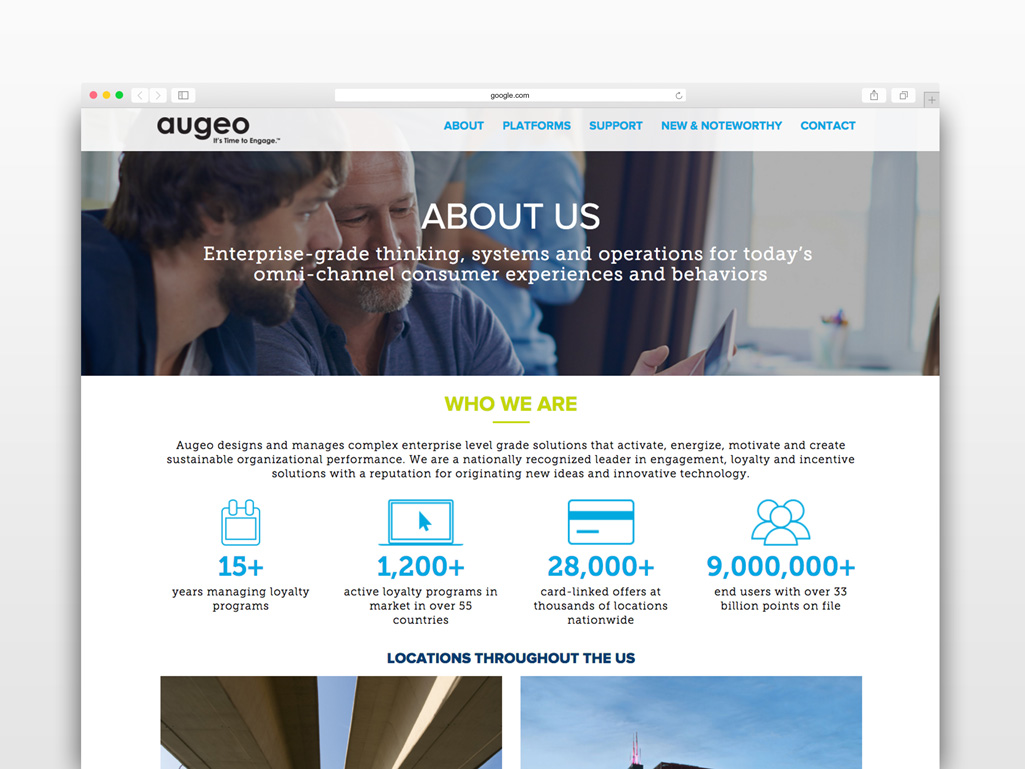 google.com
augeo
It's Time to Engage.™
ABOUT PLATFORMS SUPPORT NEW & NOTEWORTHY CONTACT
ABOUT US
Enterprise-grade thinking, systems and operations for today's
omni-channel consumer experiences and behaviors
WHO WE ARE
Augeo designs and manages complex enterprise level grade solutions that activate, energize, motivate and create
sustainable organizational performance. We are a nationally recognized leader in engagement, loyalty and incentive
solutions with a reputation for originating new ideas and innovative technology.
15+
years managing loyalty
programs
1,200+
active loyalty programs in
market in over 55
countries
28,000+
card-linked offers at
thousands of locations
nationwide
9,000,000+
end users with over 33
billion points on file
LOCATIONS THROUGHOUT THE US